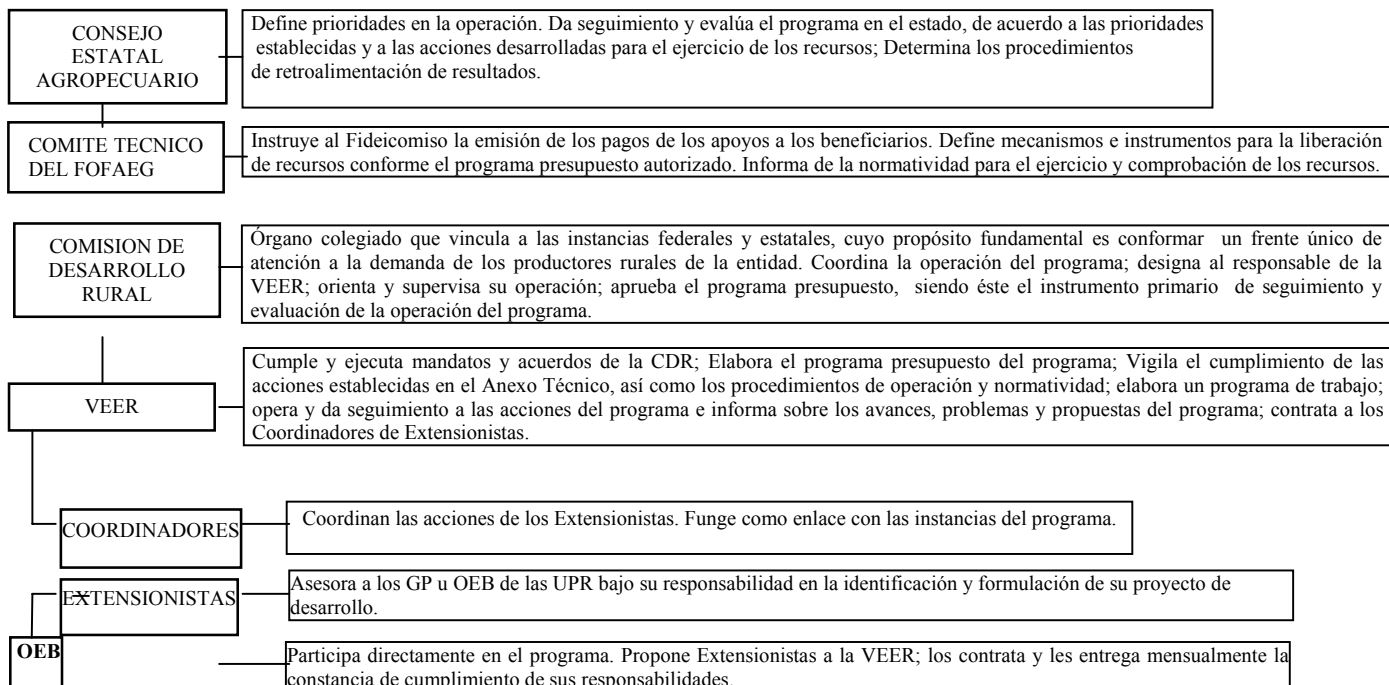 CONSEJO
ESTATAL
AGROPECUARIO
Define prioridades en la operación. Da seguimiento y evalúa el programa en el estado, de acuerdo a las prioridades
establecidas y a las acciones desarrolladas para el ejercicio de los recursos; Determina los procedimientos
de retroalimentación de resultados.
COMITE TECNICO
DEL FOFAEG
Instruye al Fideicomiso la emisión de los pagos de los apoyos a los beneficiarios. Define mecanismos e instrumentos para la liberación
de recursos conforme el programa presupuesto autorizado. Informa de la normatividad para el ejercicio y comprobación de los recursos.
COMISION DE
DESARROLLO
RURAL
Órgano colegiado que vincula a las instancias federales y estatales, cuyo propósito fundamental es conformar un frente único de
atención a la demanda de los productores rurales de la entidad. Coordina la operación del programa; designa al responsable de la
VEER; orienta y supervisa su operación; aprueba el programa presupuesto, siendo éste el instrumento primario de seguimiento y
evaluación de la operación del programa.
VEER
Cumple y ejecuta mandatos y acuerdos de la CDR; Elabora el programa presupuesto del programa; Vigila el cumplimiento de las
acciones establecidas en el Anexo Técnico, así como los procedimientos de operación y normatividad; elabora un programa de trabajo;
opera y da seguimiento a las acciones del programa e informa sobre los avances, problemas y propuestas del programa; contrata a los
Coordinadores de Extensionistas.
COORDINADORES
Coordinan las acciones de los Extensionistas. Funge como enlace con las instancias del programa.
EXTENSIONISTAS
Asesora a los GP u OEB de las UPR bajo su responsabilidad en la identificación y formulación de su proyecto de
desarrollo.
OEB
Participa directamente en el programa. Propone Extensionistas a la VEER; los contrata y les entrega mensualmente la
constancia de cumplimiento de sus responsabilidades.